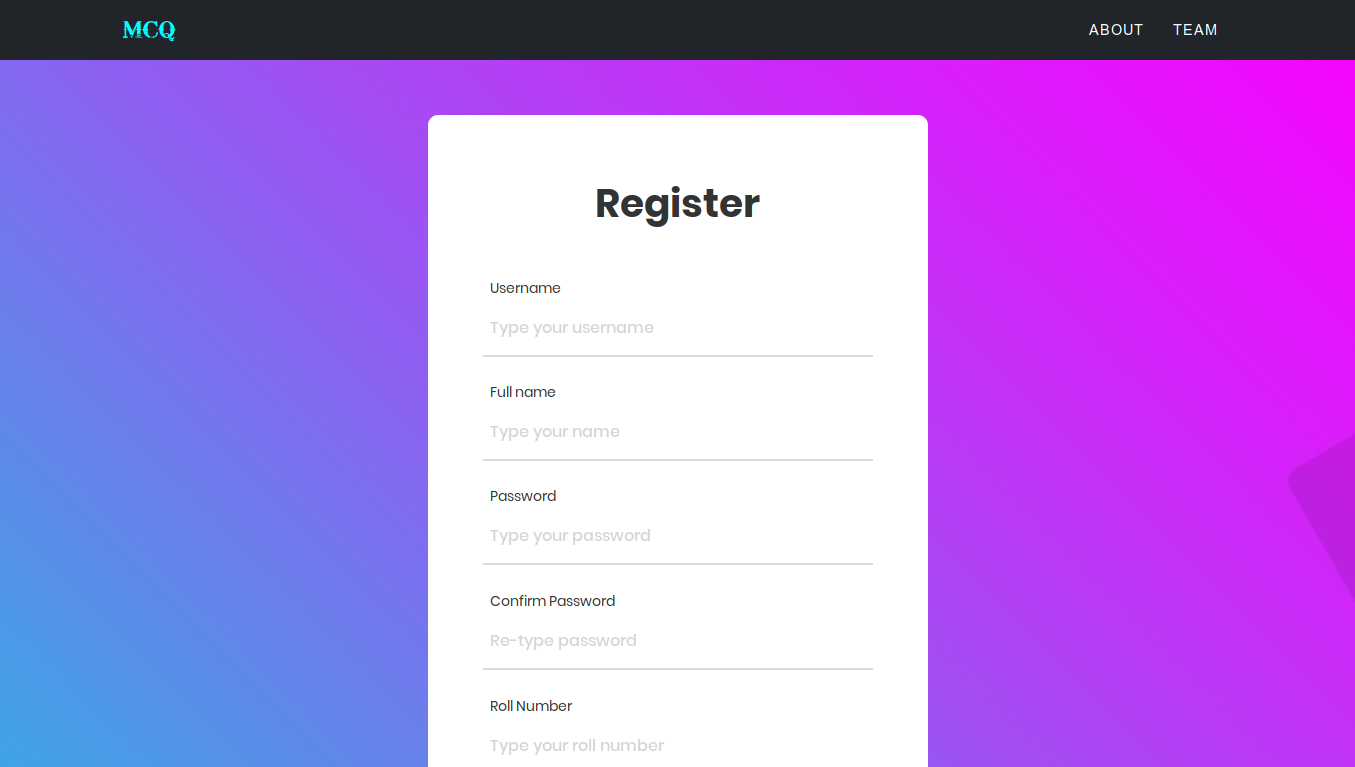 MCQ
ABOUT TEAM
Register
Username
Type your username
Full name
Type your name
Password
Type your password
Confirm Password
Re-type password
Roll Number
Type your roll number